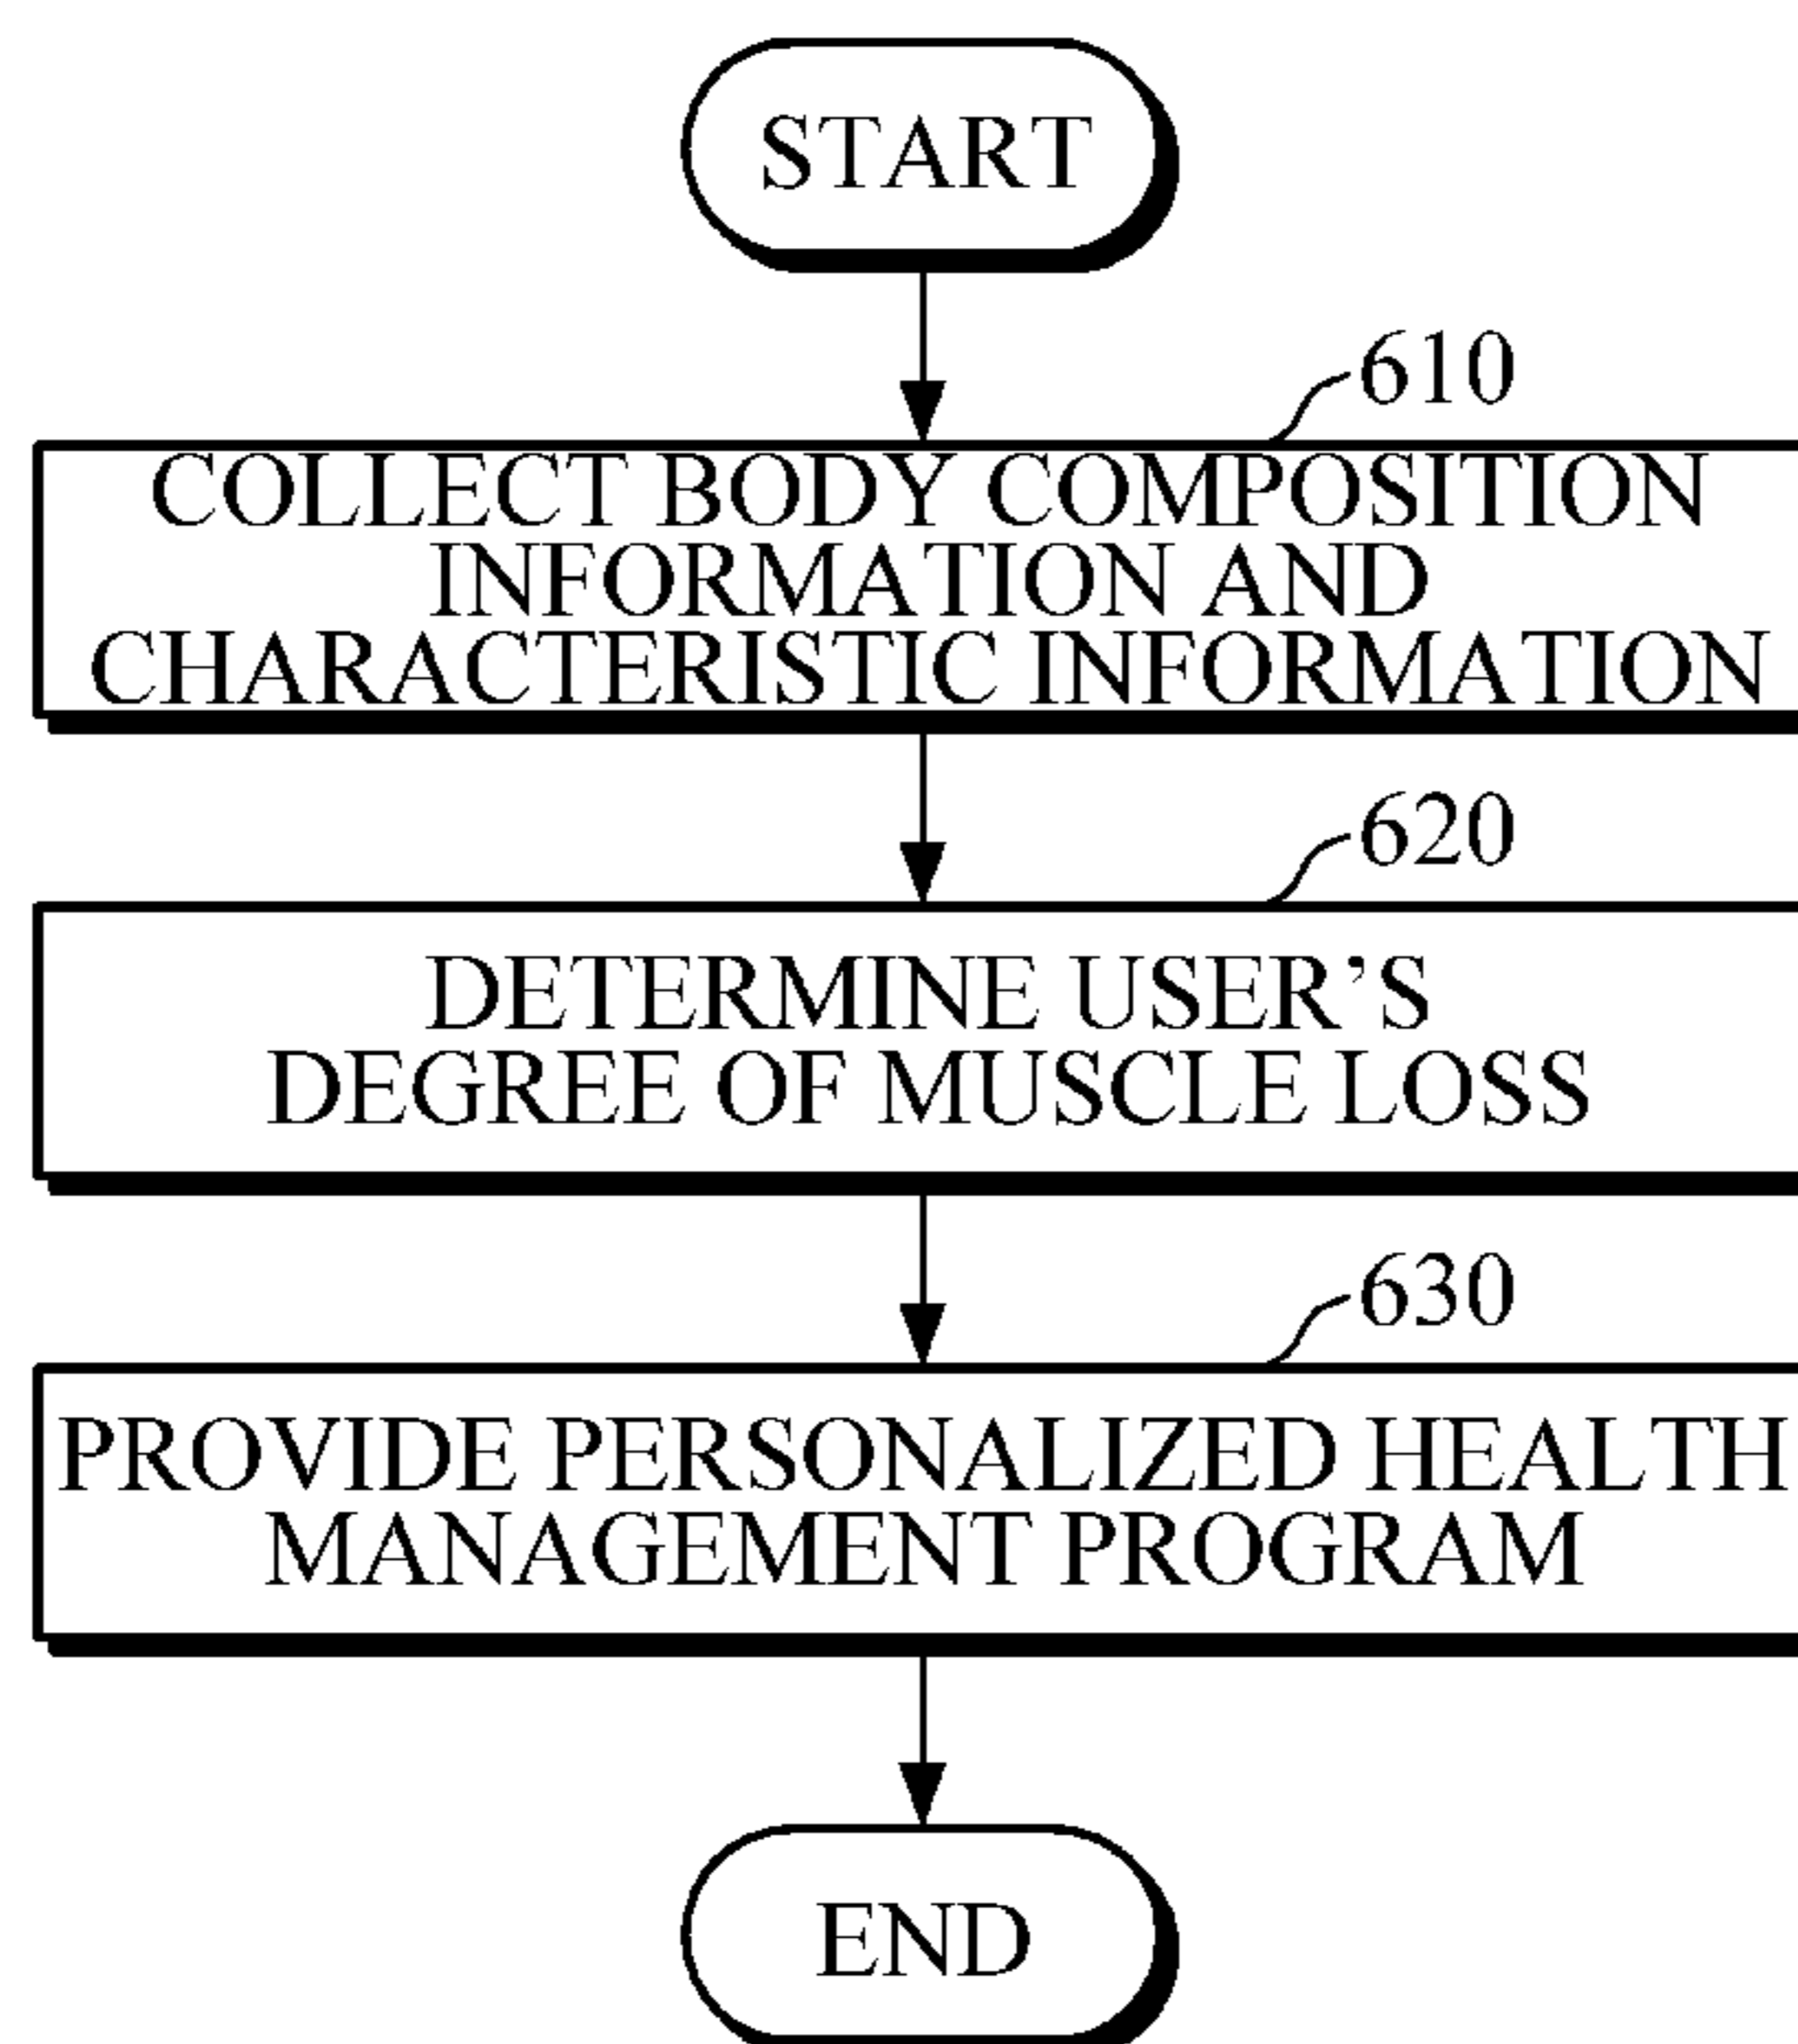 START
610
COLLECT BODY COMPOSITION
INFORMATION AND
CHARACTERISTIC INFORMATION
620
DETERMINE USER’S
DEGREE OF MUSCLE LOSS
630
PROVIDE PERSONALIZED HEALTH
MANAGEMENT PROGRAM
END